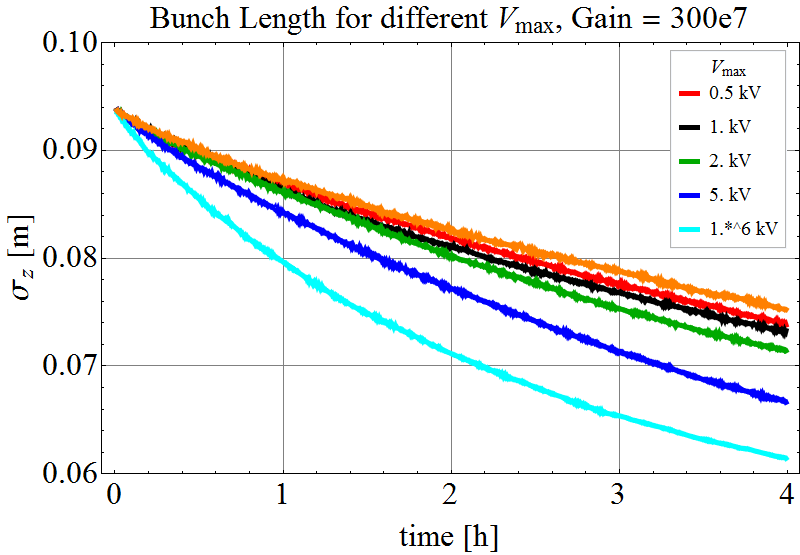 Bunch Length for different Vmax, Gain = 300e7
0.10
0.09
0.08
0.07
0.06
σz [m]
Vmax
0.5 kV
1. kV
2. kV
5. kV
1.*^6 kV
0 1 2 3 4
time [h]